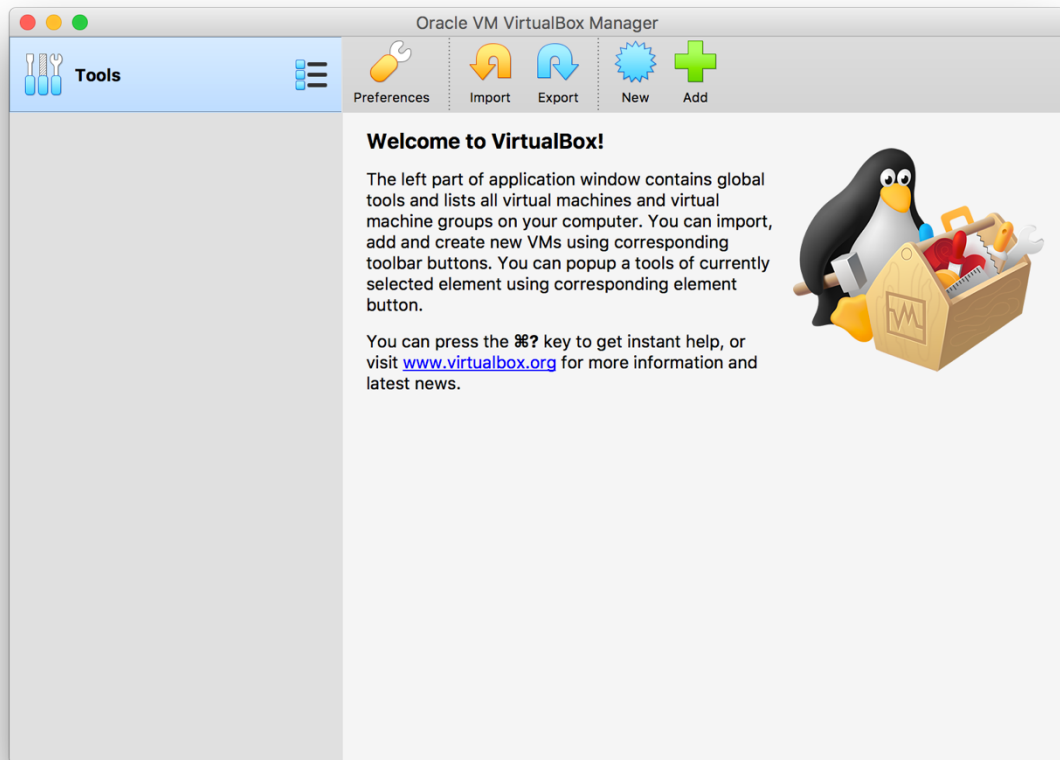 Oracle VM VirtualBox Manager
Tools
Preferences
Import
Export
New
Add
Welcome to VirtualBox!
The left part of application window contains global
tools and lists all virtual machines and virtual
machine groups on your computer. You can import,
add and create new VMs using corresponding
toolbar buttons. You can popup a tools of currently
selected element using corresponding element
button.
You can press the ⌘? key to get instant help, or
visit www.virtualbox.org for more information and
latest news.